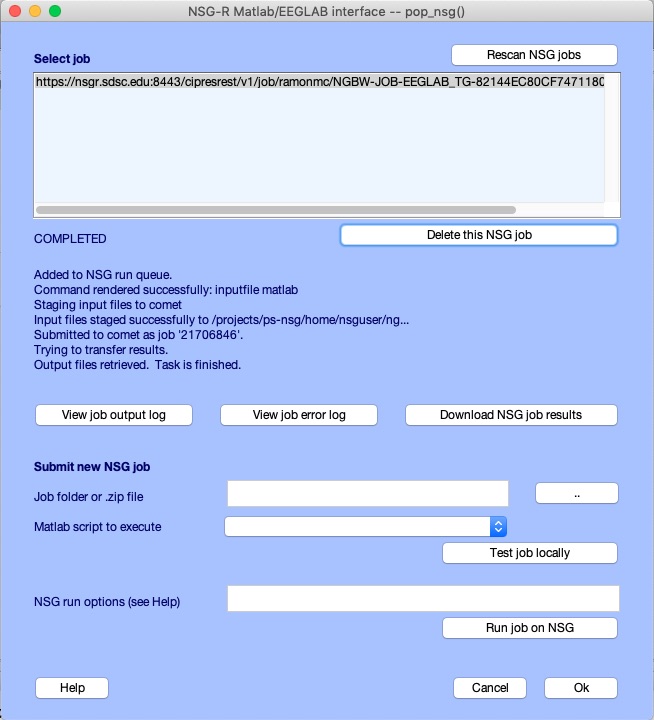 NSG-R Matlab/EEGLAB interface -- pop_nsg()
Select job
Rescan NSG jobs
https://nsgr.sdsc.edu:8443/cipresrest/v1/job/ramonmc/NGBW-JOB-EEGLAB_TG-82144EC80CF7471180
COMPLETED
Delete this NSG job
Added to NSG run queue.
Command rendered successfully: inputfile matlab
Staging input files to comet
Input files staged successfully to /projects/ps-nsg/home/nsguser/ng...
Submitted to comet as job '21706846'.
Trying to transfer results.
Output files retrieved.  Task is finished.
View job output log
View job error log
Download NSG job results
Submit new NSG job
Job folder or .zip file
..
Matlab script to execute
Test job locally
NSG run options (see Help)
Run job on NSG
Help
Cancel
Ok